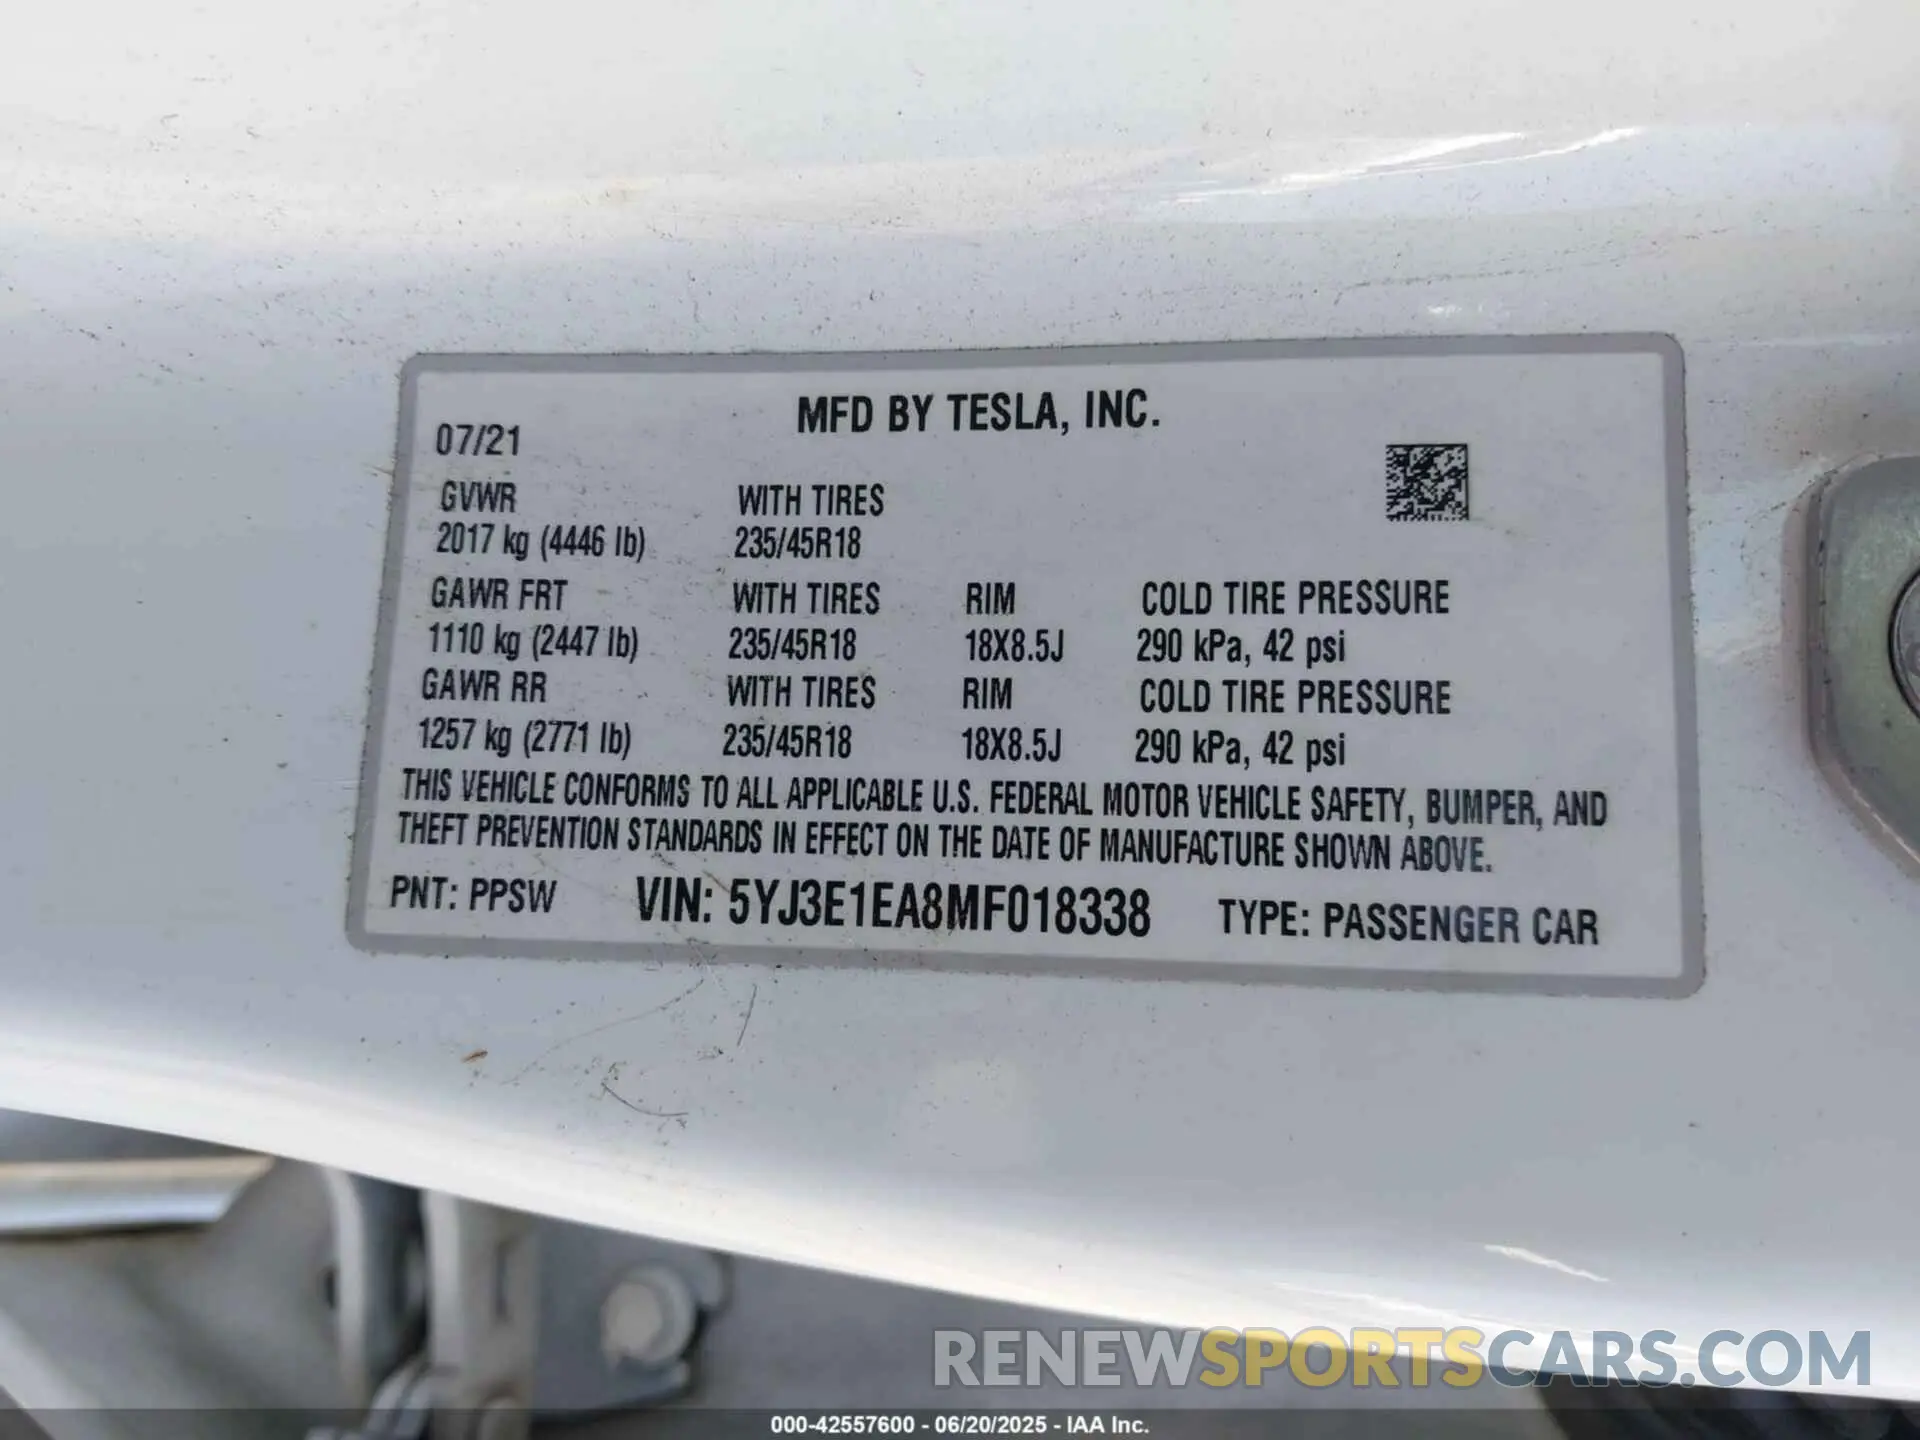 MFD BY TESLA, INC.
07/21
GVWR WITH TIRES
2017 kg (4446 lb) 235/45R18
GAWR FRT WITH TIRES RIM COLD TIRE PRESSURE
1110 kg (2447 lb) 235/45R18 18X8.5J 290 kPa, 42 psi
GAWR RR WITH TIRES RIM COLD TIRE PRESSURE
1257 kg (2771 lb) 235/45R18 18X8.5J 290 kPa, 42 psi
THIS VEHICLE CONFORMS TO ALL APPLICABLE U.S. FEDERAL MOTOR VEHICLE SAFETY, BUMPER, AND
THEFT PREVENTION STANDARDS IN EFFECT ON THE DATE OF MANUFACTURE SHOWN ABOVE.
PNT: PPSW VIN: 5YJ3E1EA8MF018338 TYPE: PASSENGER CAR
RENEWSPORTSCARS.COM
000-42557600 - 06/20/2025 - IAA Inc.